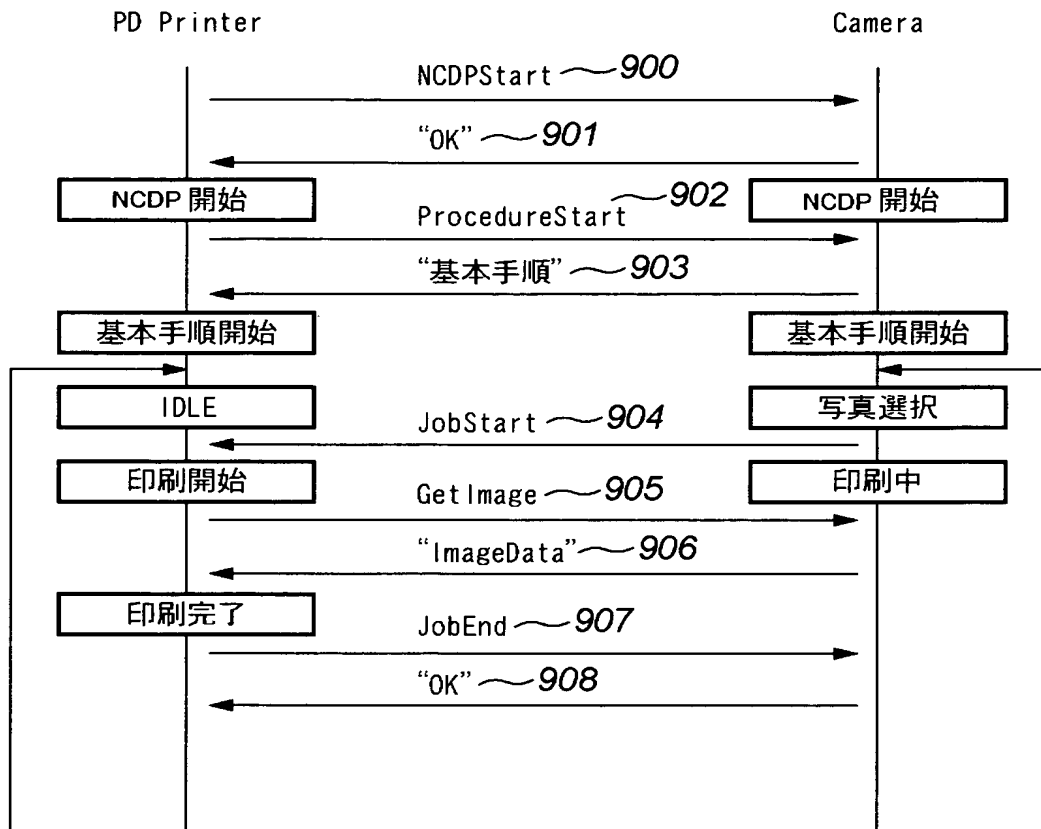 PD Printer
Camera
NCDPStart 900
“OK” 901
NCDP 開始
NCDP 開始
ProcedureStart 902
“基本手順” 903
基本手順開始
基本手順開始
IDLE
写真選択
JobStart 904
印刷開始
印刷中
GetImage 905
“ImageData” 906
印刷完了
JobEnd 907
“OK” 908